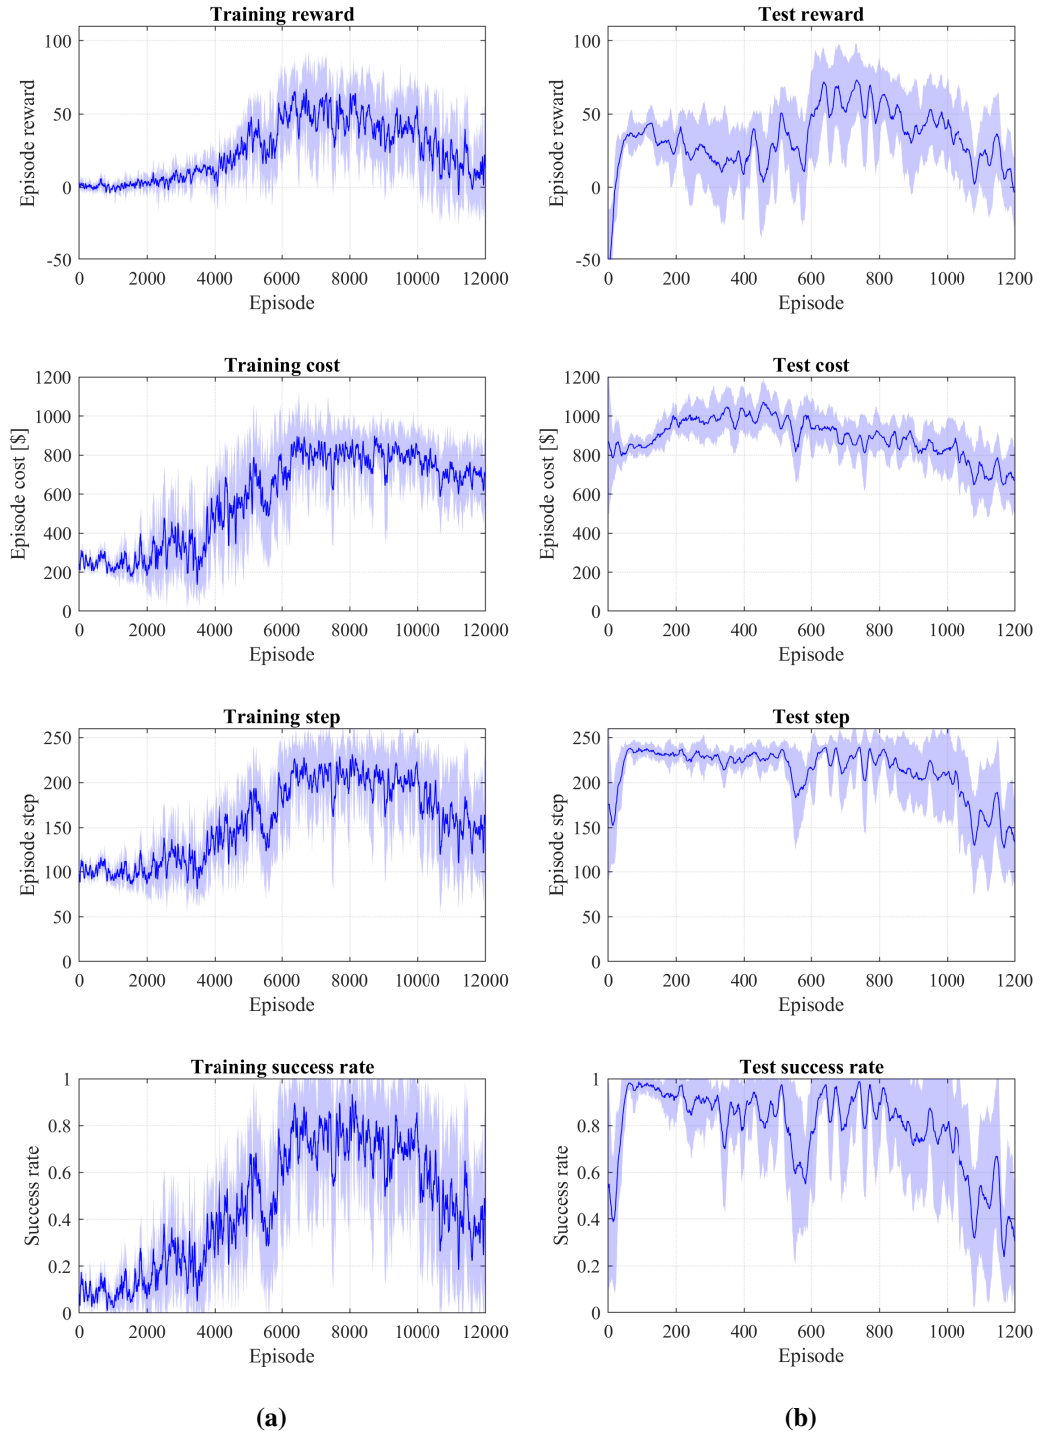 Training reward
100
50
0
-50
Episode reward
0 2000 4000 6000 8000 10000 12000
Episode
Test reward
100
50
0
-50
Episode reward
0 200 400 600 800 1000 1200
Episode
Training cost
1200
1000
800
600
400
200
0
Episode cost [$]
0 2000 4000 6000 8000 10000 12000
Episode
Test cost
1200
1000
800
600
400
200
0
Episode cost [$]
0 200 400 600 800 1000 1200
Episode
Training step
250
200
150
100
50
0
Episode step
0 2000 4000 6000 8000 10000 12000
Episode
Test step
250
200
150
100
50
0
Episode step
0 200 400 600 800 1000 1200
Episode
Training success rate
1
0.8
0.6
0.4
0.2
0
Success rate
0 2000 4000 6000 8000 10000 12000
Episode
Test success rate
1
0.8
0.6
0.4
0.2
0
Success rate
0 200 400 600 800 1000 1200
Episode
(a)
(b)